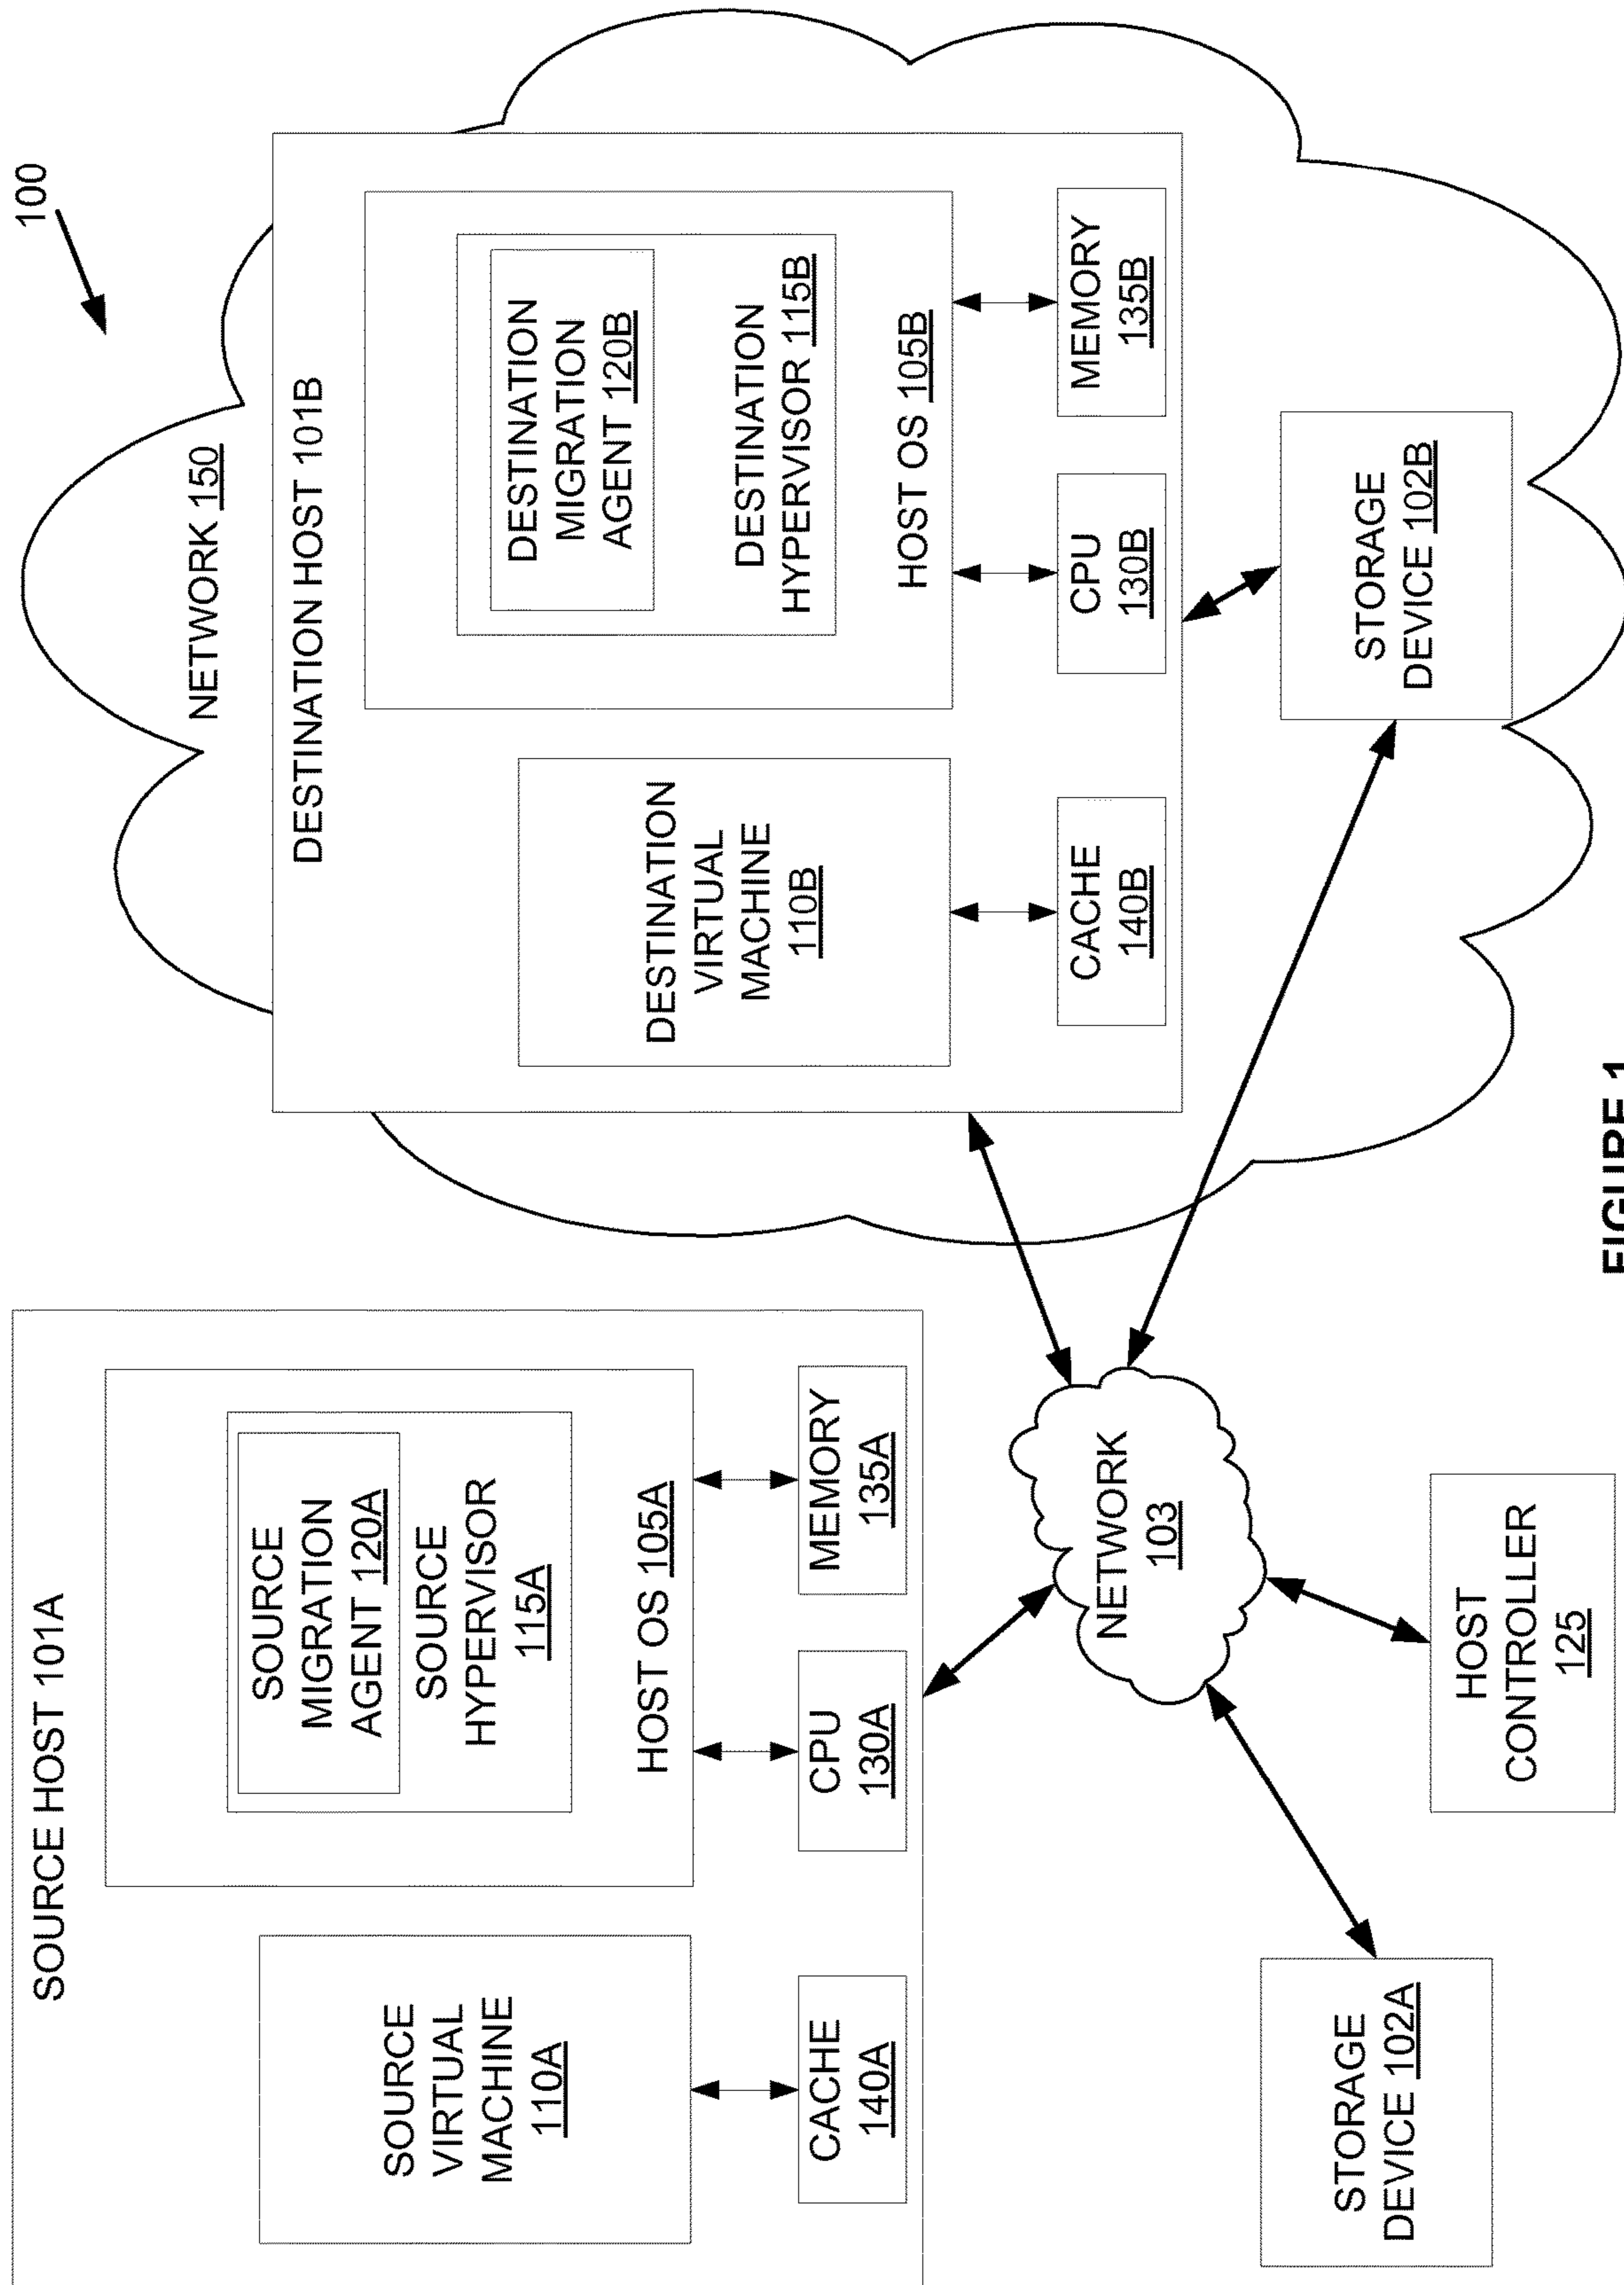 100
SOURCE HOST 101A
SOURCE
VIRTUAL
MACHINE
110A
SOURCE
MIGRATION
AGENT 120A
SOURCE
HYPERVISOR
115A
HOST OS 105A
CACHE
140A
CPU
130A
MEMORY
135A
NETWORK 150
DESTINATION HOST 101B
DESTINATION
VIRTUAL
MACHINE
110B
DESTINATION
MIGRATION
AGENT 120B
DESTINATION
HYPERVISOR 115B
HOST OS 105B
CACHE
140B
CPU
130B
MEMORY
135B
NETWORK
103
STORAGE
DEVICE 102A
HOST
CONTROLLER
125
STORAGE
DEVICE 102B
FIGURE 1